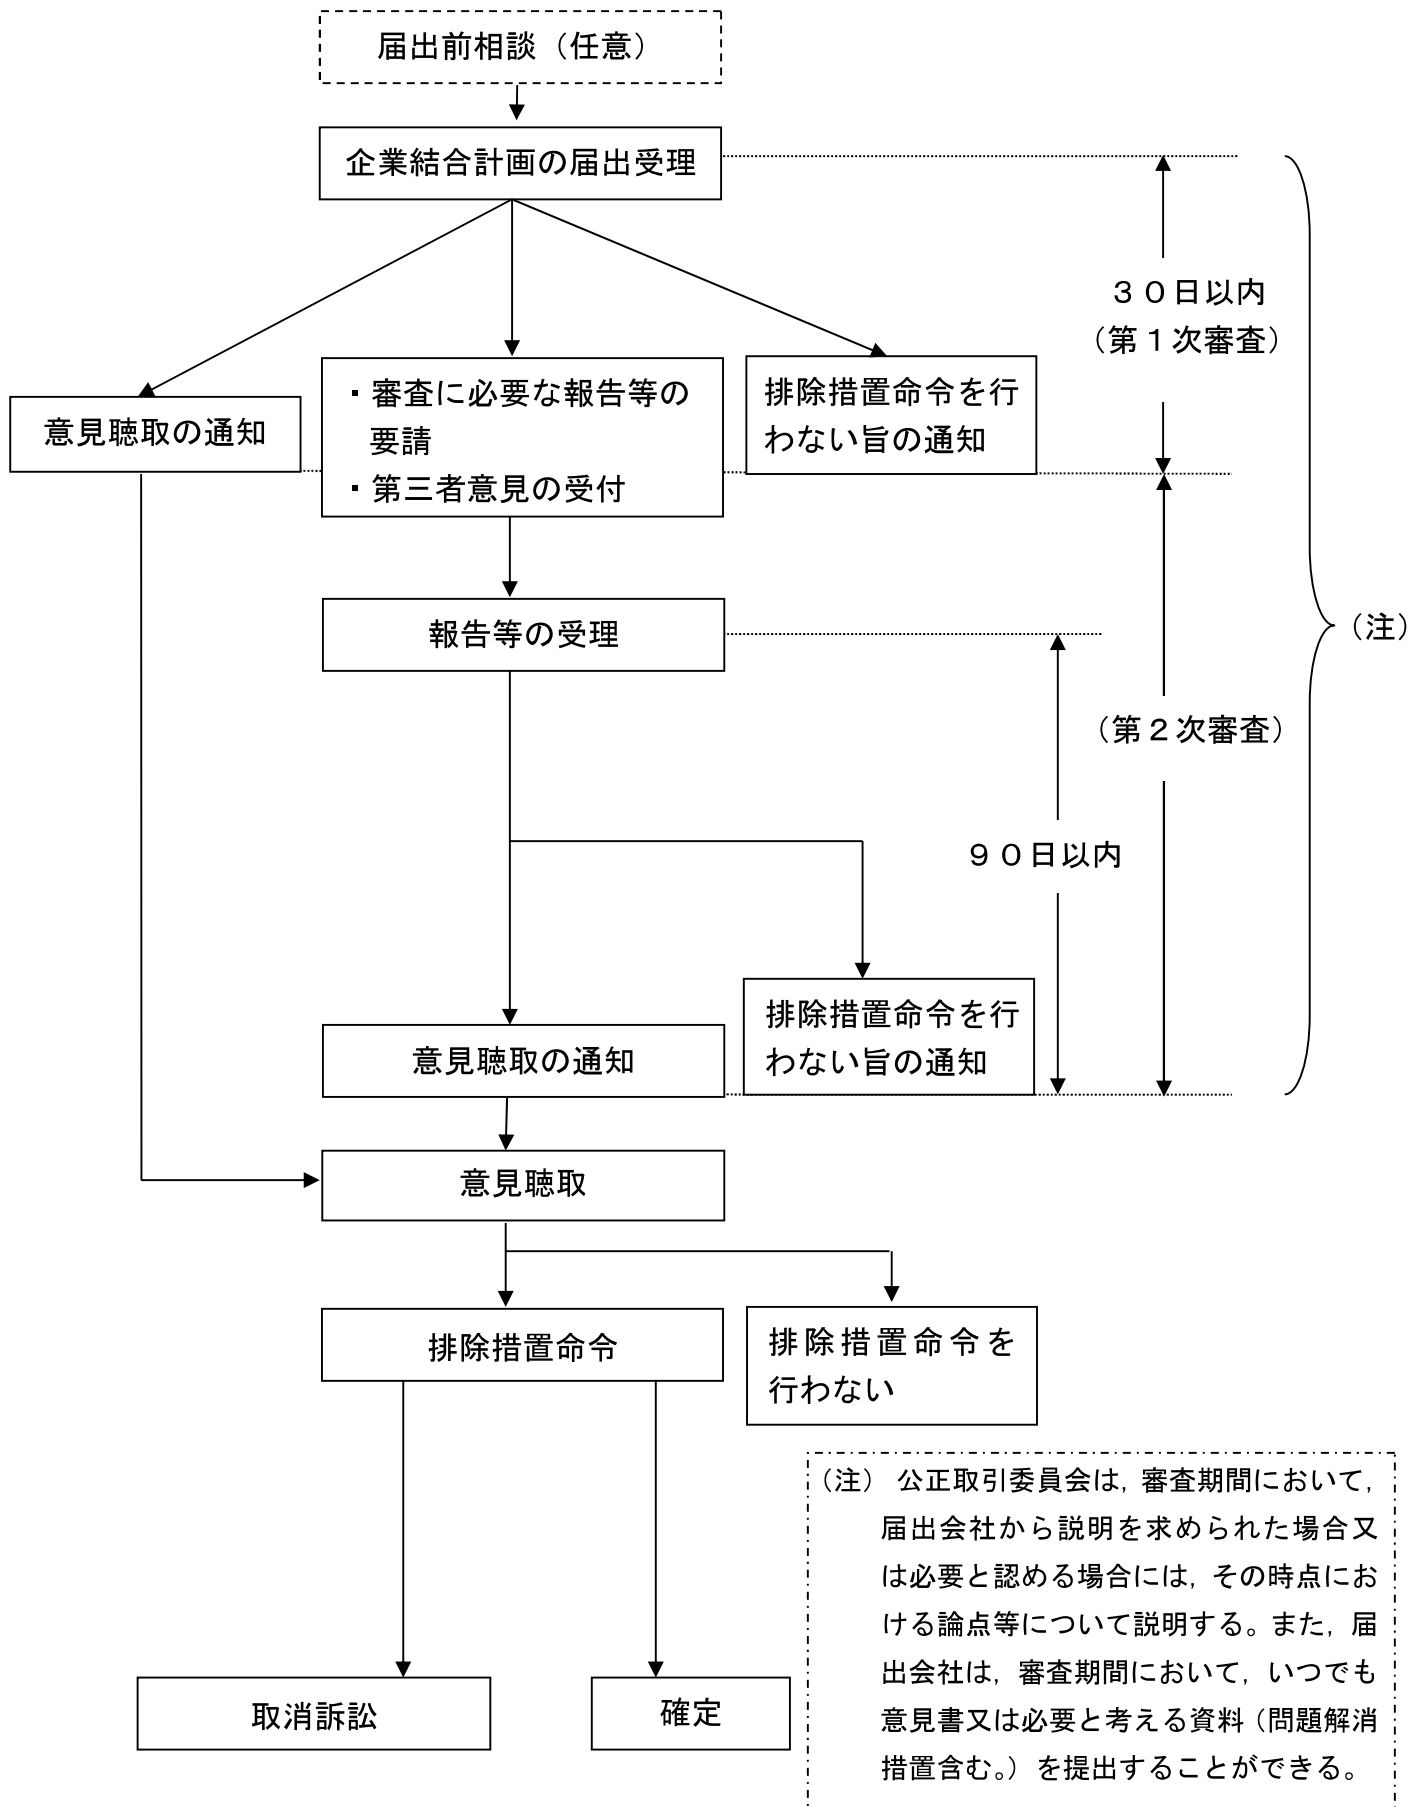 届出前相談（任意）
企業結合計画の届出受理
３０日以内
（第１次審査）
意見聴取の通知
・審査に必要な報告等の
要請
・第三者意見の受付
排除措置命令を行
わない旨の通知
報告等の受理
（注）
（第２次審査）
９０日以内
意見聴取の通知
排除措置命令を行
わない旨の通知
意見聴取
排除措置命令
排除措置命令を
行わない
取消訴訟
確定
（注） 公正取引委員会は，審査期間において，
届出会社から説明を求められた場合又
は必要と認める場合には，その時点にお
ける論点等について説明する。また，届
出会社は，審査期間において，いつでも
意見書又は必要と考える資料（問題解消
措置含む。）を提出することができる。